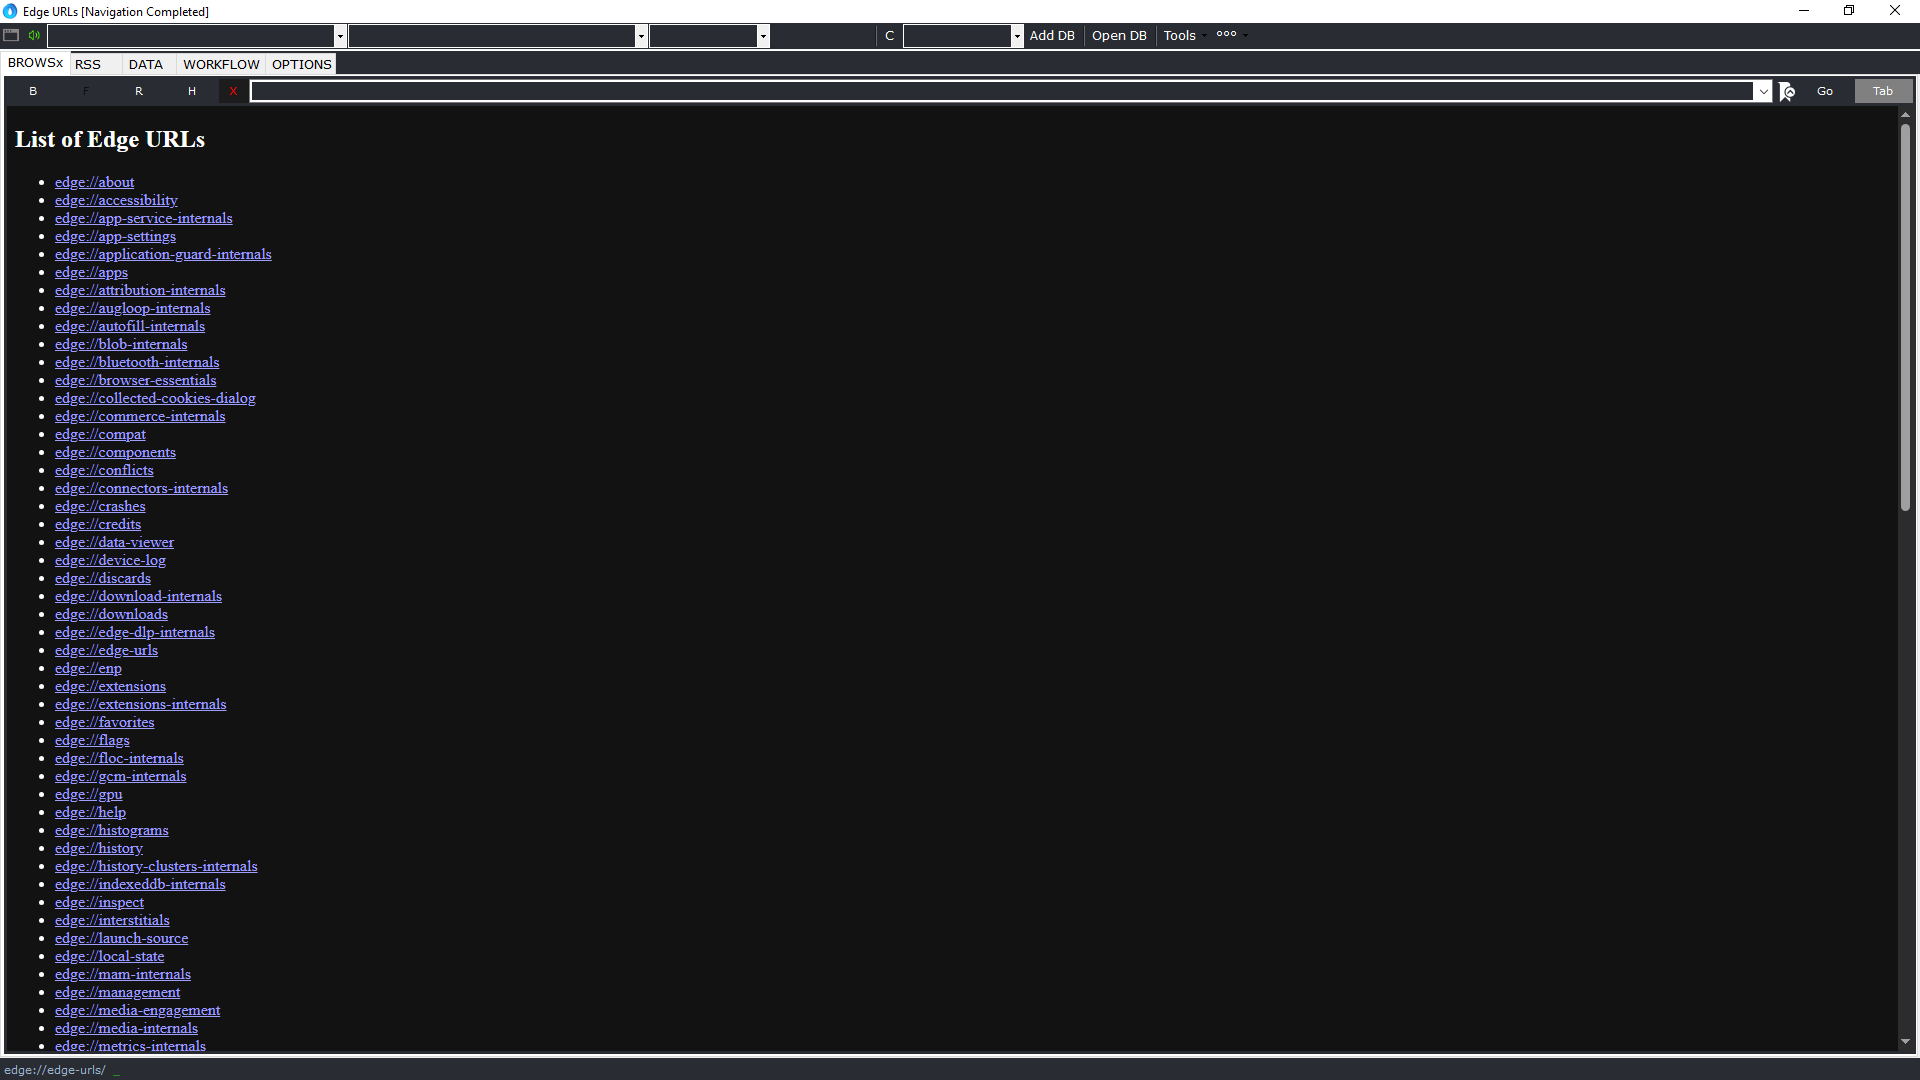 Edge URLs [Navigation Completed]
C Add DB Open DB Tools
BROWSx RSS DATA WORKFLOW OPTIONS
B F R H X Go Tab
List of Edge URLs
edge://about
edge://accessibility
edge://app-service-internals
edge://app-settings
edge://application-guard-internals
edge://apps
edge://attribution-internals
edge://augloop-internals
edge://autofill-internals
edge://blob-internals
edge://bluetooth-internals
edge://browser-essentials
edge://collected-cookies-dialog
edge://commerce-internals
edge://compat
edge://components
edge://conflicts
edge://connectors-internals
edge://crashes
edge://credits
edge://data-viewer
edge://device-log
edge://discards
edge://download-internals
edge://downloads
edge://edge-dlp-internals
edge://edge-urls
edge://enp
edge://extensions
edge://extensions-internals
edge://favorites
edge://flags
edge://floc-internals
edge://gcm-internals
edge://gpu
edge://help
edge://histograms
edge://history
edge://history-clusters-internals
edge://indexeddb-internals
edge://inspect
edge://interstitials
edge://launch-source
edge://local-state
edge://mam-internals
edge://management
edge://media-engagement
edge://media-internals
edge://metrics-internals
edge://edge-urls/ _